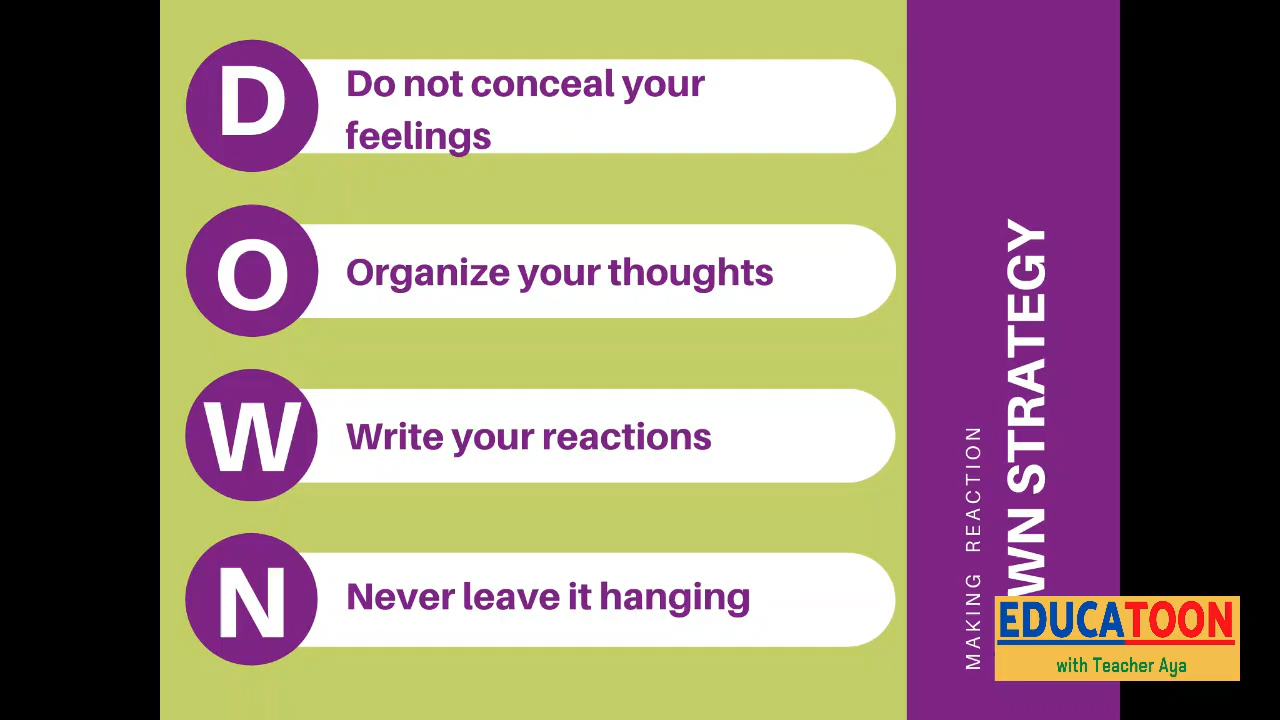 D
Do not conceal your
feelings
O
Organize your thoughts
W
Write your reactions
N
Never leave it hanging
MAKING REACTION
WN STRATEGY
EDUCATOON
with Teacher Aya